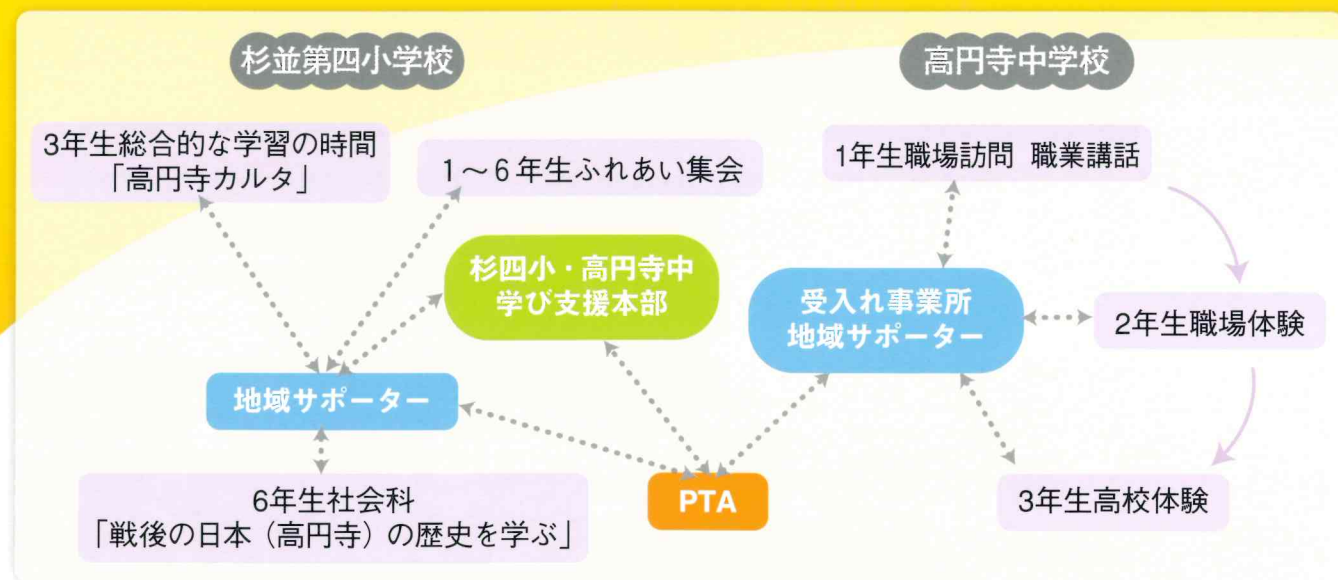 杉並第四小学校
高円寺中学校
3年生総合的な学習の時間
「高円寺カルタ」
1～6年生ふれあい集会
1年生職場訪問 職業講話
杉四小・高円寺中
学び支援本部
受入れ事業所
地域サポーター
2年生職場体験
地域サポーター
6年生社会科
「戦後の日本（高円寺）の歴史を学ぶ」
PTA
3年生高校体験